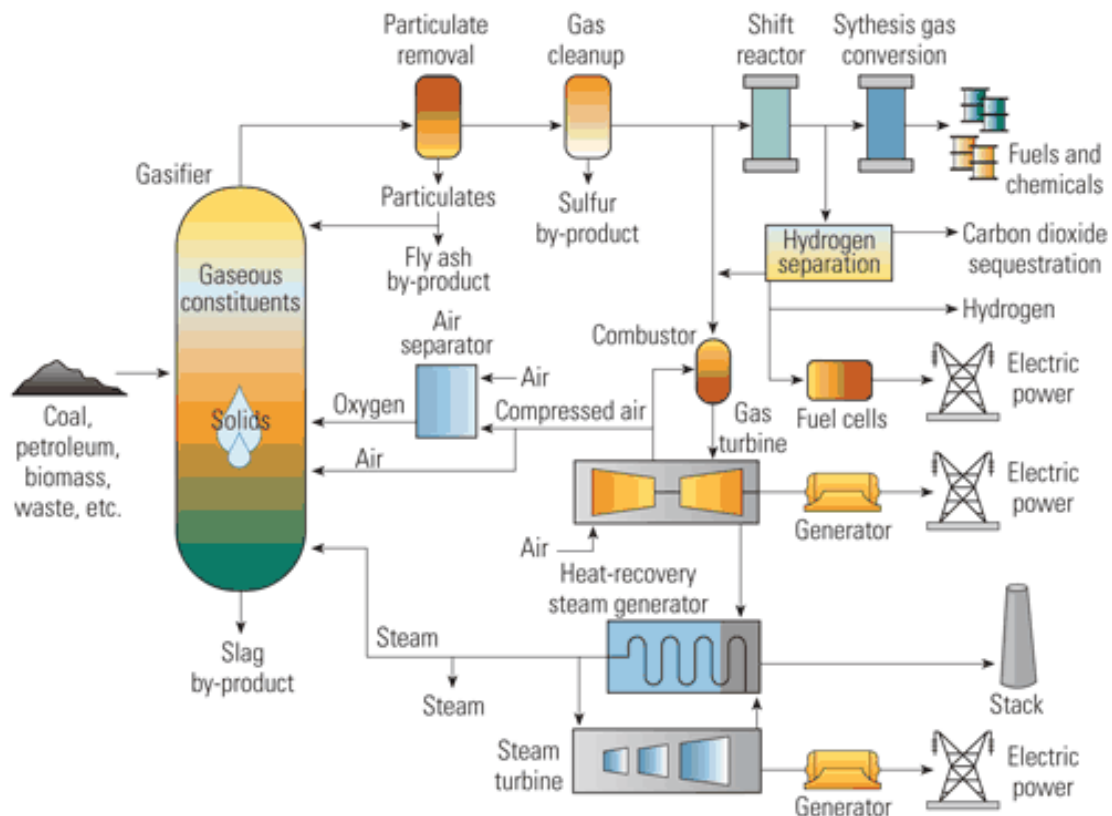 Particulate
removal
Gas
cleanup
Shift
reactor
Sythesis gas
conversion
Gasifier
Particulates
Fly ash
by-product
Sulfur
by-product
Fuels and
chemicals
Hydrogen
separation
Carbon dioxide
sequestration
Hydrogen
Gaseous
constituents
Air
separator
Air
Combustor
Coal,
petroleum,
biomass,
waste, etc.
Solids
Oxygen
Compressed air
Air
Gas
turbine
Fuel cells
Electric
power
Generator
Electric
power
Air
Heat-recovery
steam generator
Slag
by-product
Steam
Steam
Stack
Steam
turbine
Generator
Electric
power